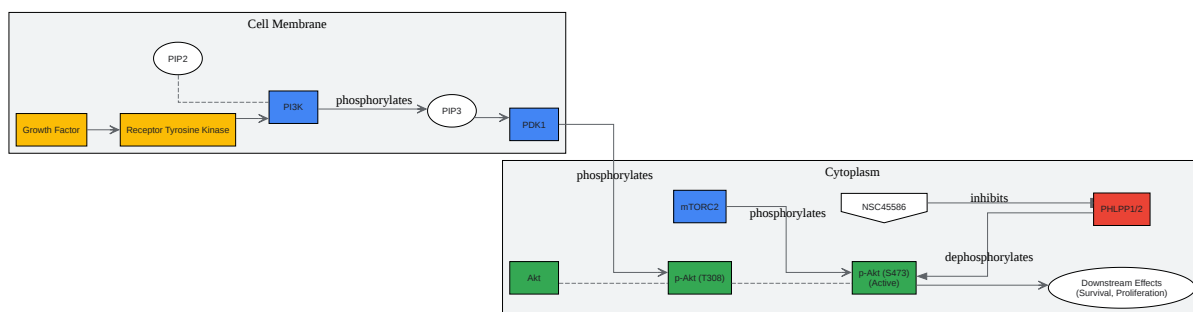 Cell Membrane
PIP2
PI3K
phosphorylates
PIP3
Growth Factor
Receptor Tyrosine Kinase
PDK1
Cytoplasm
phosphorylates
mTORC2
phosphorylates
NSC45586
inhibits
PHLPP1/2
dephosphorylates
Akt
p-Akt (T308)
p-Akt (S473)
(Active)
Downstream Effects
(Survival, Proliferation)